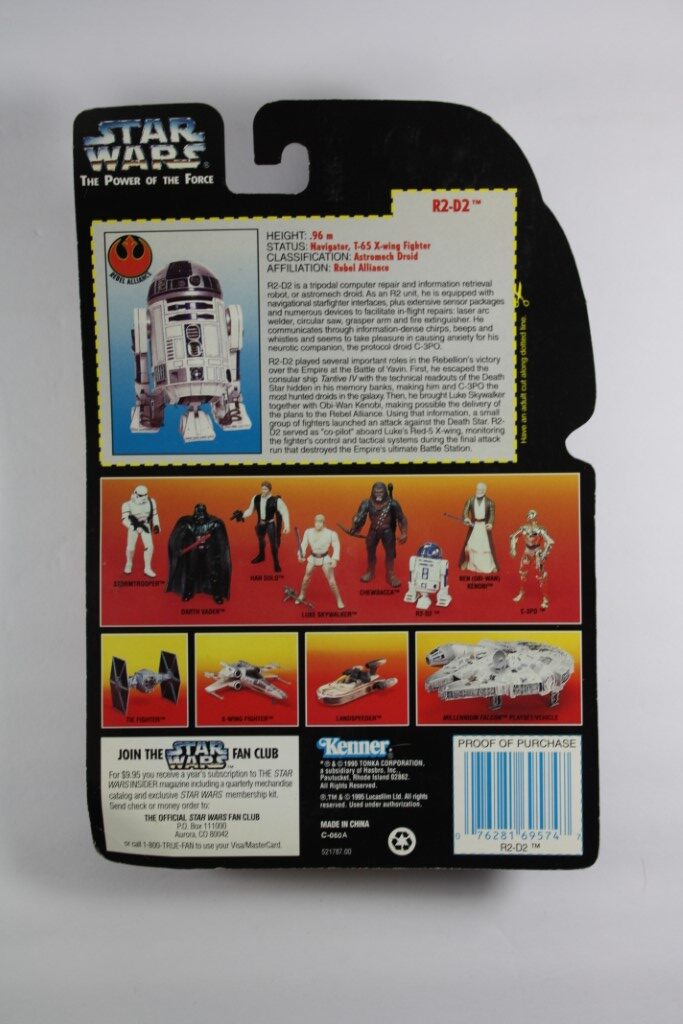 STAR
WARS®
THE POWER OF THE FORCE
R2-D2™
REBEL ALLIANCE
HEIGHT: .96 m
STATUS: Navigator, T-65 X-wing Fighter
CLASSIFICATION: Astromech Droid
AFFILIATION: Rebel Alliance
R2-D2 is a tripodal computer repair and information retrieval
robot, or astromech droid. As an R2 unit, he is equipped with
navigational starfighter interfaces, plus extensive sensor packages
and numerous devices to facilitate in-flight repairs: laser arc
welder, circular saw, grasper arm and fire extinguisher. He
communicates through information-dense chirps, beeps and
whistles and seems to take pleasure in causing anxiety for his
neurotic companion, the protocol droid C-3PO.
R2-D2 played several important roles in the Rebellion's victory
over the Empire at the Battle of Yavin. First, he escaped the
consular ship Tantive IV with the technical readouts of the Death
Star hidden in his memory banks, making him and C-3PO the
most hunted droids in the galaxy. Then, he brought Luke Skywalker
together with Obi-Wan Kenobi, making possible the delivery of
the plans to the Rebel Alliance. Using that information, a small
group of fighters launched an attack against the Death Star. R2-
D2 served as "co-pilot" aboard Luke's Red-5 X-wing, monitoring
the fighter's control and tactical systems during the final attack
run that destroyed the Empire's ultimate Battle Station.
Have an adult cut along dotted line.
STORMTROOPER™
DARTH VADER™
HAN SOLO™
LUKE SKYWALKER™
CHEWBACCA™
R2-D2™
BEN (OBI-WAN)
KENOBI™
C-3PO™
TIE FIGHTER™
X-WING FIGHTER™
LANDSPEEDER™
MILLENNIUM FALCON™ PLAYSET/VEHICLE
JOIN THE STAR WARS FAN CLUB
For $9.95 you receive a year's subscription to THE STAR
WARS INSIDER magazine including a quarterly merchandise
catalog and exclusive STAR WARS membership kit.
Send check or money order to:
THE OFFICIAL STAR WARS FAN CLUB
P.O. Box 111000
Aurora, CO 80042
or call 1-800-TRUE-FAN to use your Visa/MasterCard.
Kenner
*® & © 1995 TONKA CORPORATION,
a subsidiary of Hasbro, Inc.,
Pawtucket, Rhode Island 02862.
All Rights Reserved.
®,TM & © 1995 Lucasfilm Ltd. All rights
reserved. Used under authorization.
MADE IN CHINA
C-060A
521787.00
PROOF OF PURCHASE
0 76281 69574 7
R2-D2™